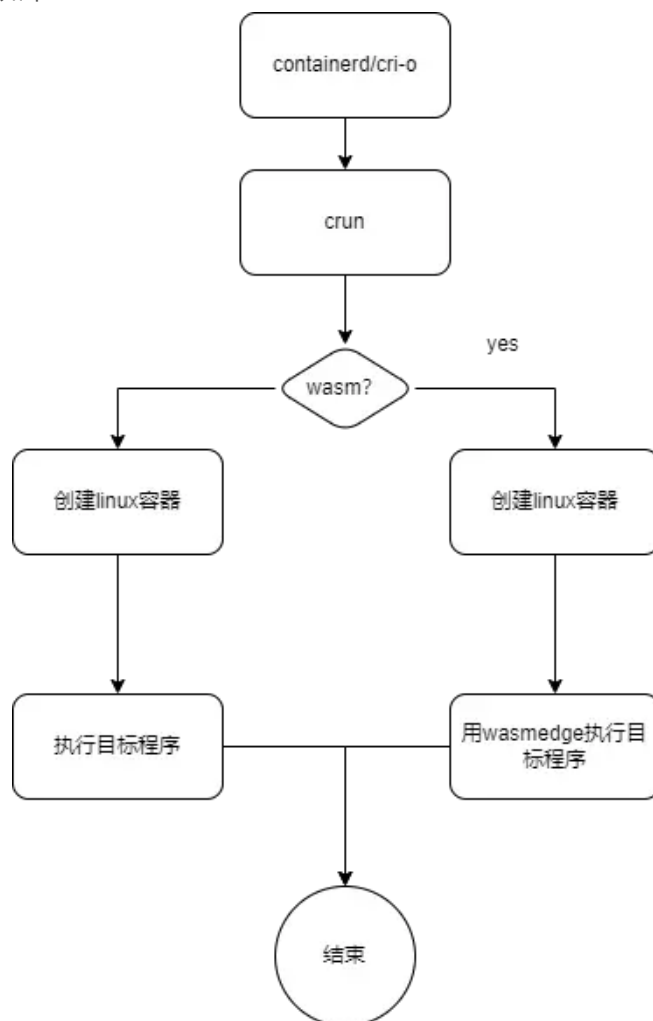 containerd/cri-o
crun
yes
wasm?
创建linux容器
创建linux容器
执行目标程序
用wasmedge执行目
标程序
结束